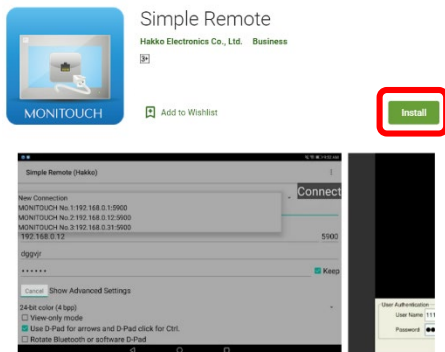 Simple Remote
Hakko Electronics Co., Ltd. Business
3+
MONITOUCH
Add to Wishlist
Install
Simple Remote (Hakko)
New Connection
MONITOUCH No.1:192.168.0.1:5900
MONITOUCH No.2:192.168.0.12:5900
MONITOUCH No.3:192.168.0.31:5900
Connect
192.168.0.12 5900
dggvjr
•••••• Keep
Cancel Show Advanced Settings
24-bit color (4 bpp)
View-only mode
Use D-Pad for arrows and D-Pad click for Ctrl.
Rotate Bluetooth or software D-Pad
User Authentication
User Name 111
Password